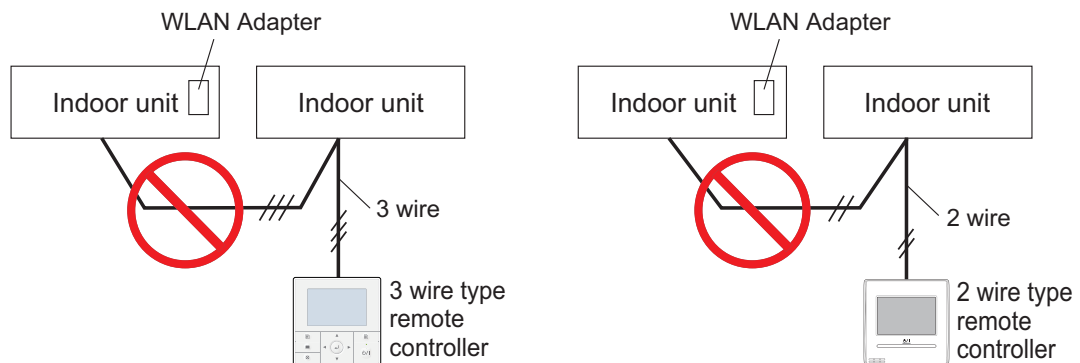 WLAN Adapter
Indoor unit
Indoor unit
3 wire
3 wire type
remote
controller
WLAN Adapter
Indoor unit
Indoor unit
2 wire
2 wire type
remote
controller